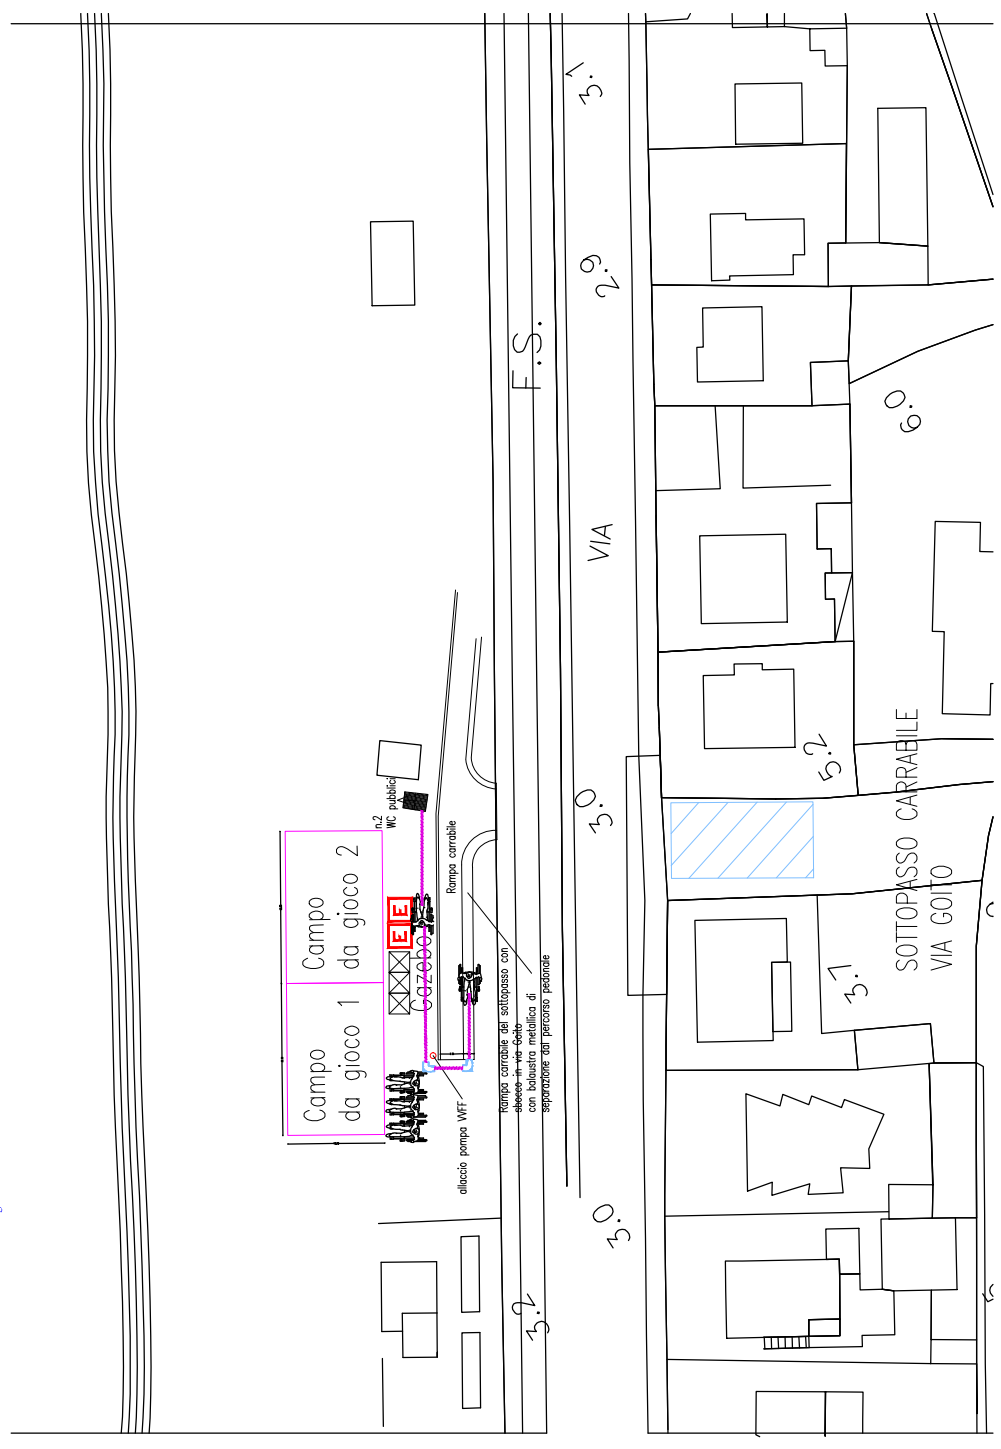 3.1
2.9
F.S.
6.0
VIA
5.2
3.0
SOTTOPASSO CARRABILE
VIA GOITO
n.2
WC pubblici
Rampa carrabile
Campo
da gioco 2
E
E
Gazebo
Campo
da gioco 1
3.1
Rampa carrabile del sottopasso con
sbocco in via Goito
con balaustra metallica di
separazione dal percorso pedonale
allaccio pompa VVFF
3.0
3.2